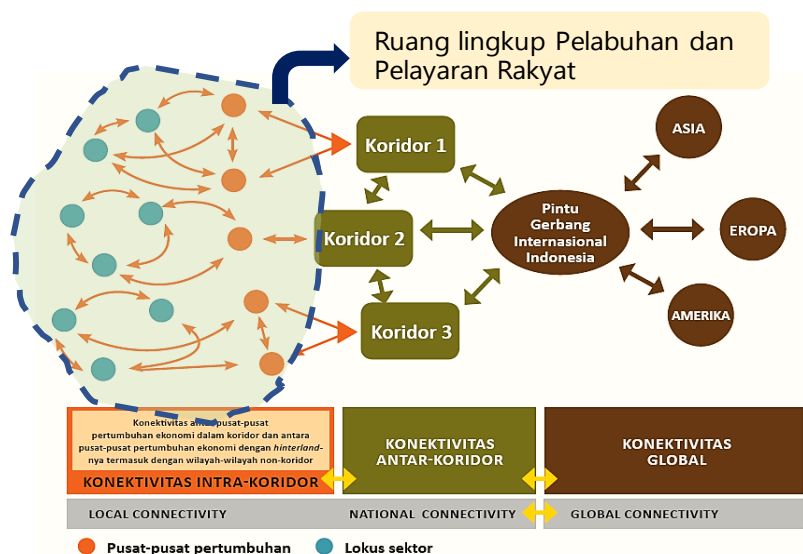 Ruang lingkup Pelabuhan dan
Pelayaran Rakyat
Koridor 1
Koridor 2
Koridor 3
Pintu
Gerbang
Internasional
Indonesia
ASIA
EROPA
AMERIKA
Konektivitas antar pusat-pusat
pertumbuhan ekonomi dalam koridor dan antara
pusat-pusat pertumbuhan ekonomi dengan hinterland-
nya termasuk dengan wilayah-wilayah non-koridor
KONEKTIVITAS INTRA-KORIDOR
KONEKTIVITAS
ANTAR-KORIDOR
KONEKTIVITAS
GLOBAL
LOCAL CONNECTIVITY
NATIONAL CONNECTIVITY
GLOBAL CONNECTIVITY
Pusat-pusat pertumbuhan
Lokus sektor